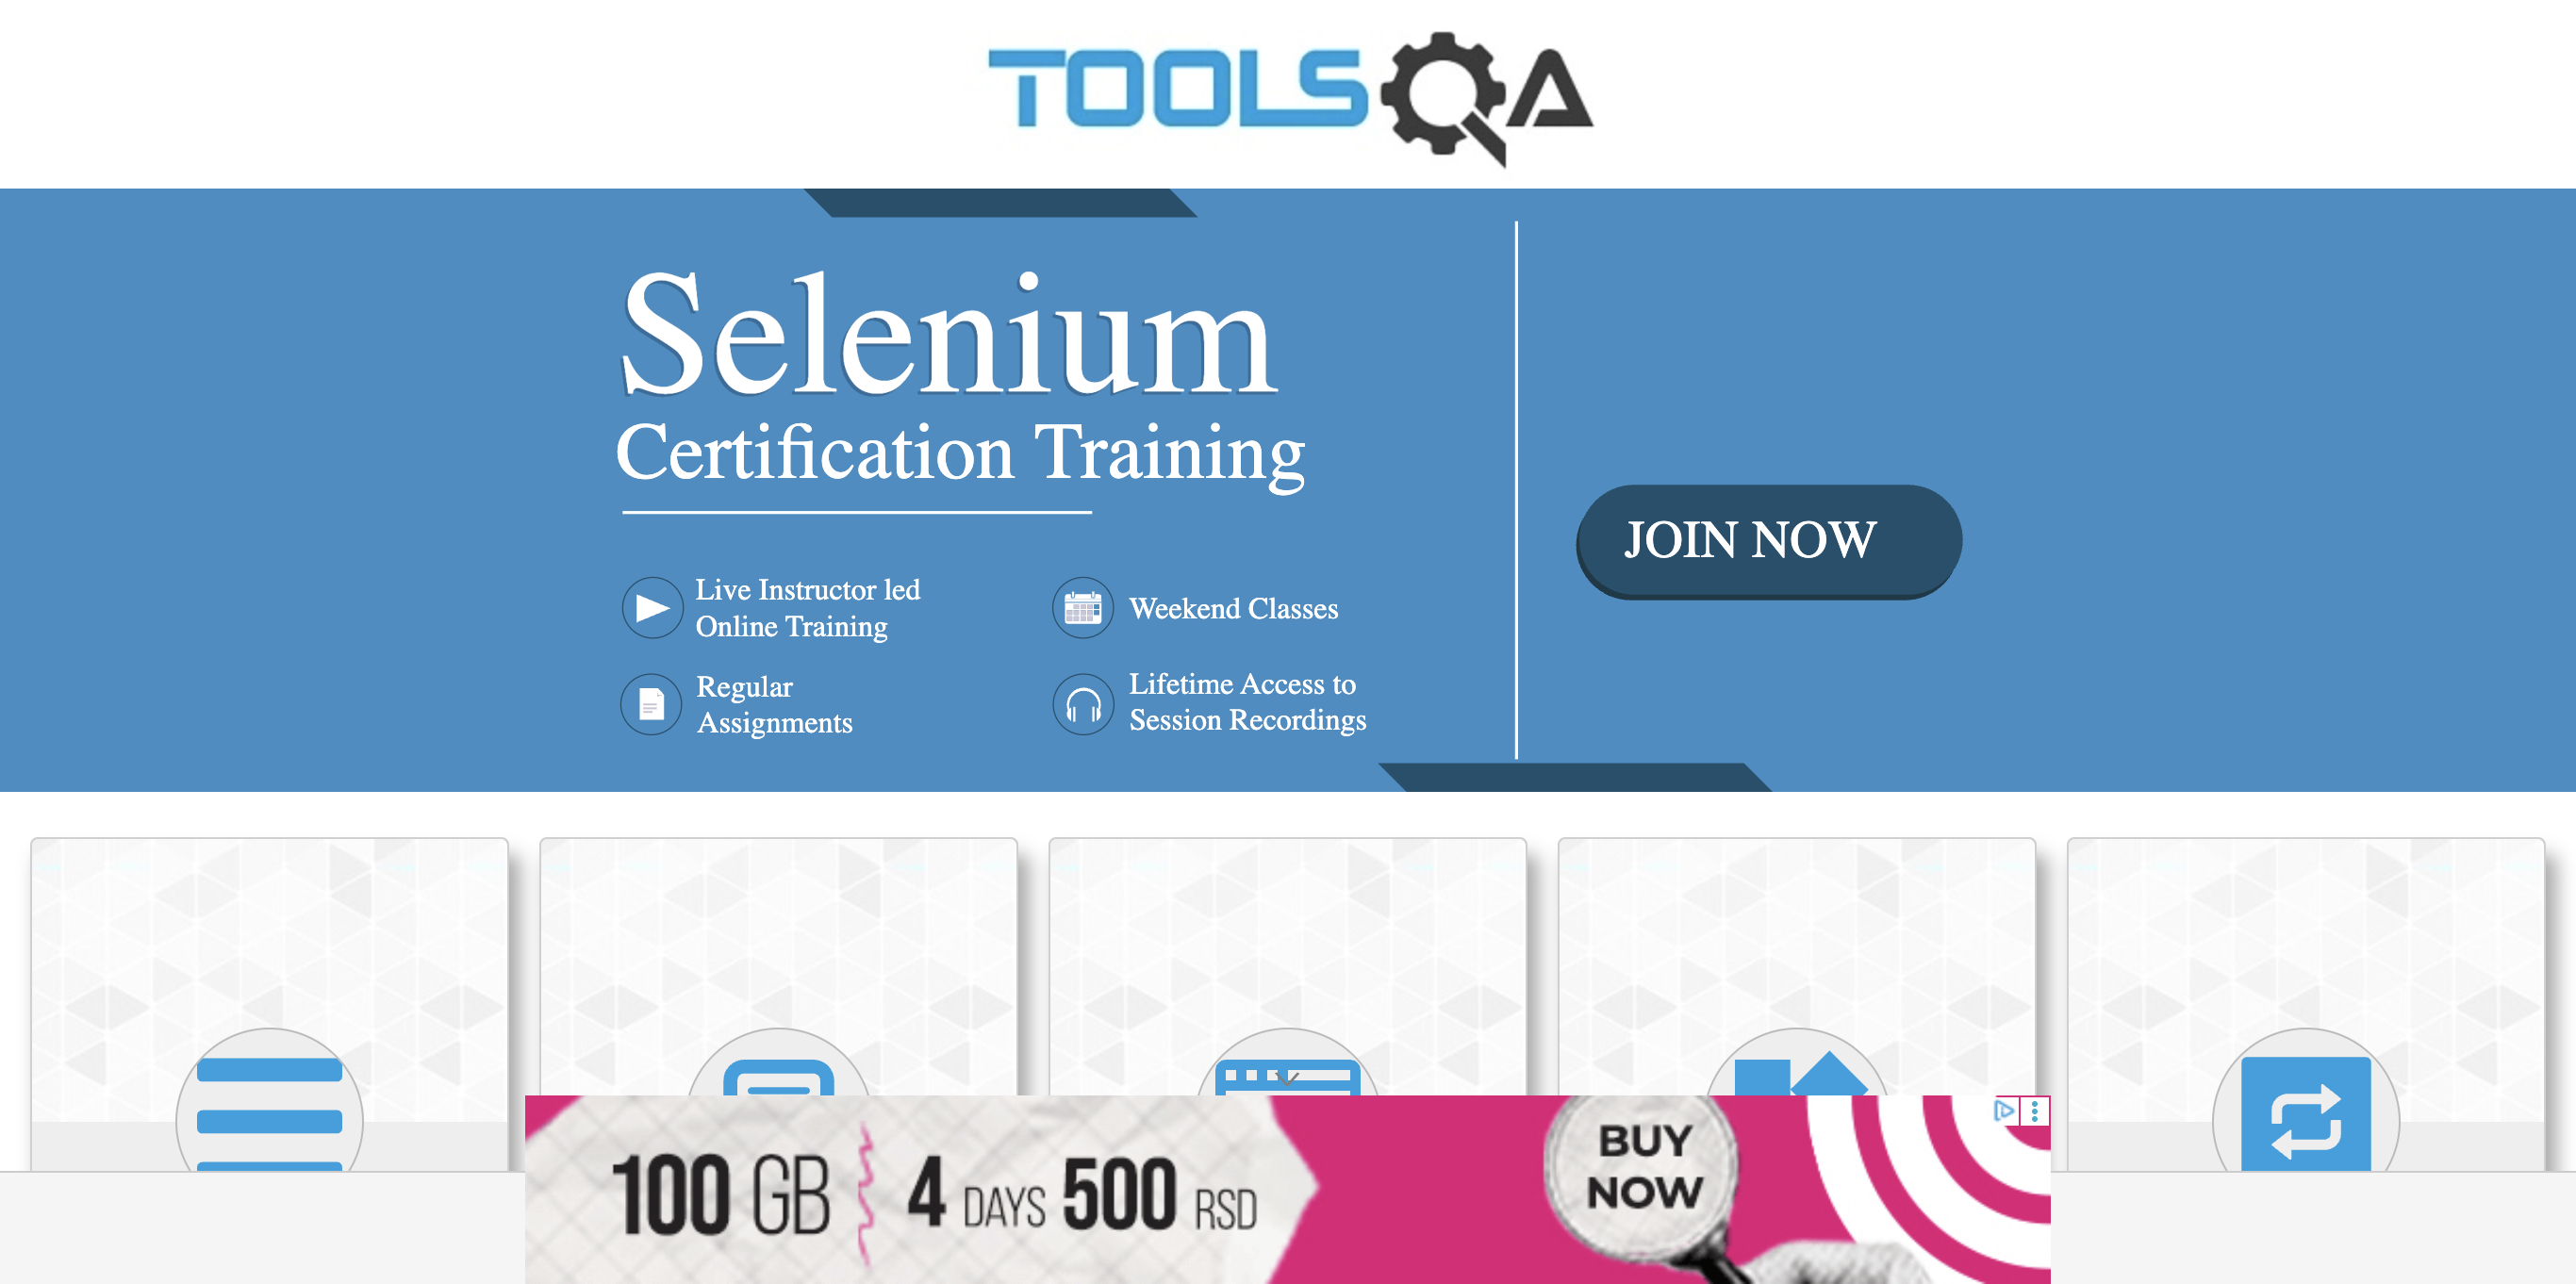 TOOLSQA
Selenium
Certification Training
JOIN NOW
Live Instructor led
Online Training
Weekend Classes
Regular
Assignments
Lifetime Access to
Session Recordings
100 GB 4 DAYS 500 RSD
BUY
NOW